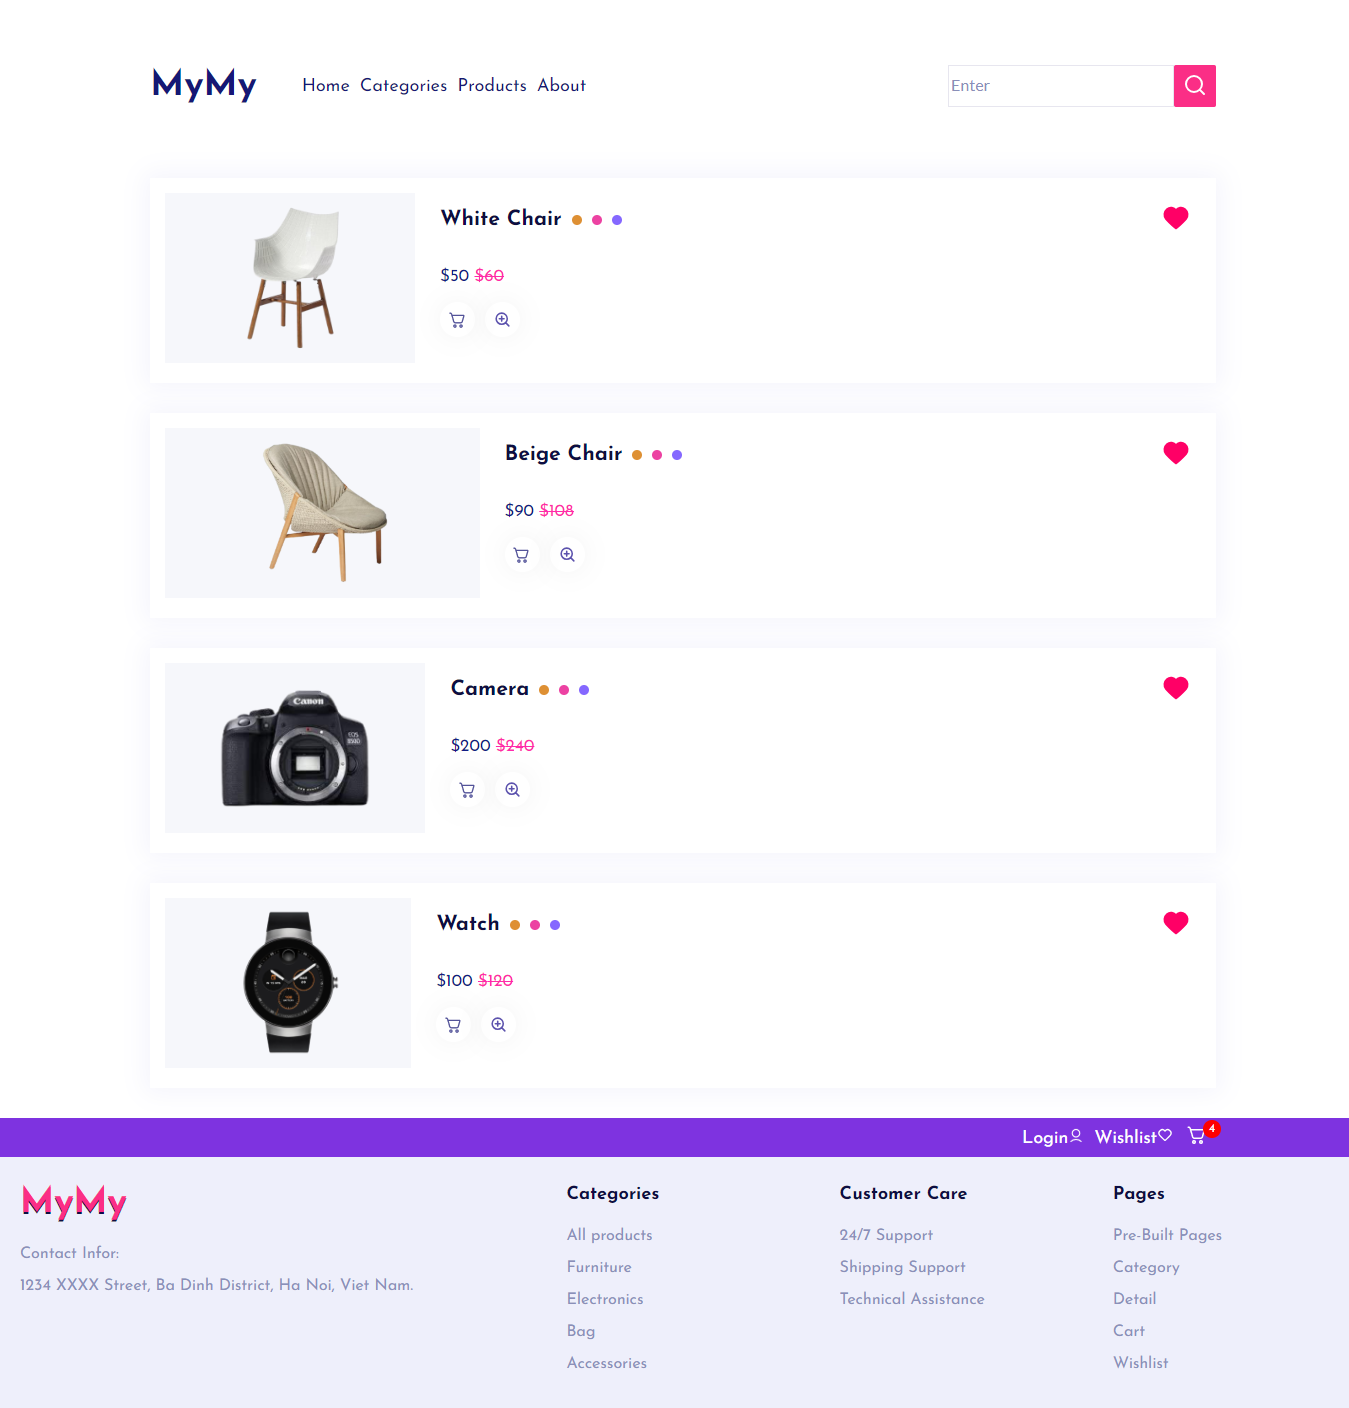 MyMy
Home Categories Products About
Enter
White Chair
$50 $60
Beige Chair
$90 $108
Canon
EOS
850D
Camera
$200 $240
Watch
$100 $120
Login Wishlist 4
MyMy
Contact Infor:
1234 XXXX Street, Ba Dinh District, Ha Noi, Viet Nam.
Categories
All products
Furniture
Electronics
Bag
Accessories
Customer Care
24/7 Support
Shipping Support
Technical Assistance
Pages
Pre-Built Pages
Category
Detail
Cart
Wishlist